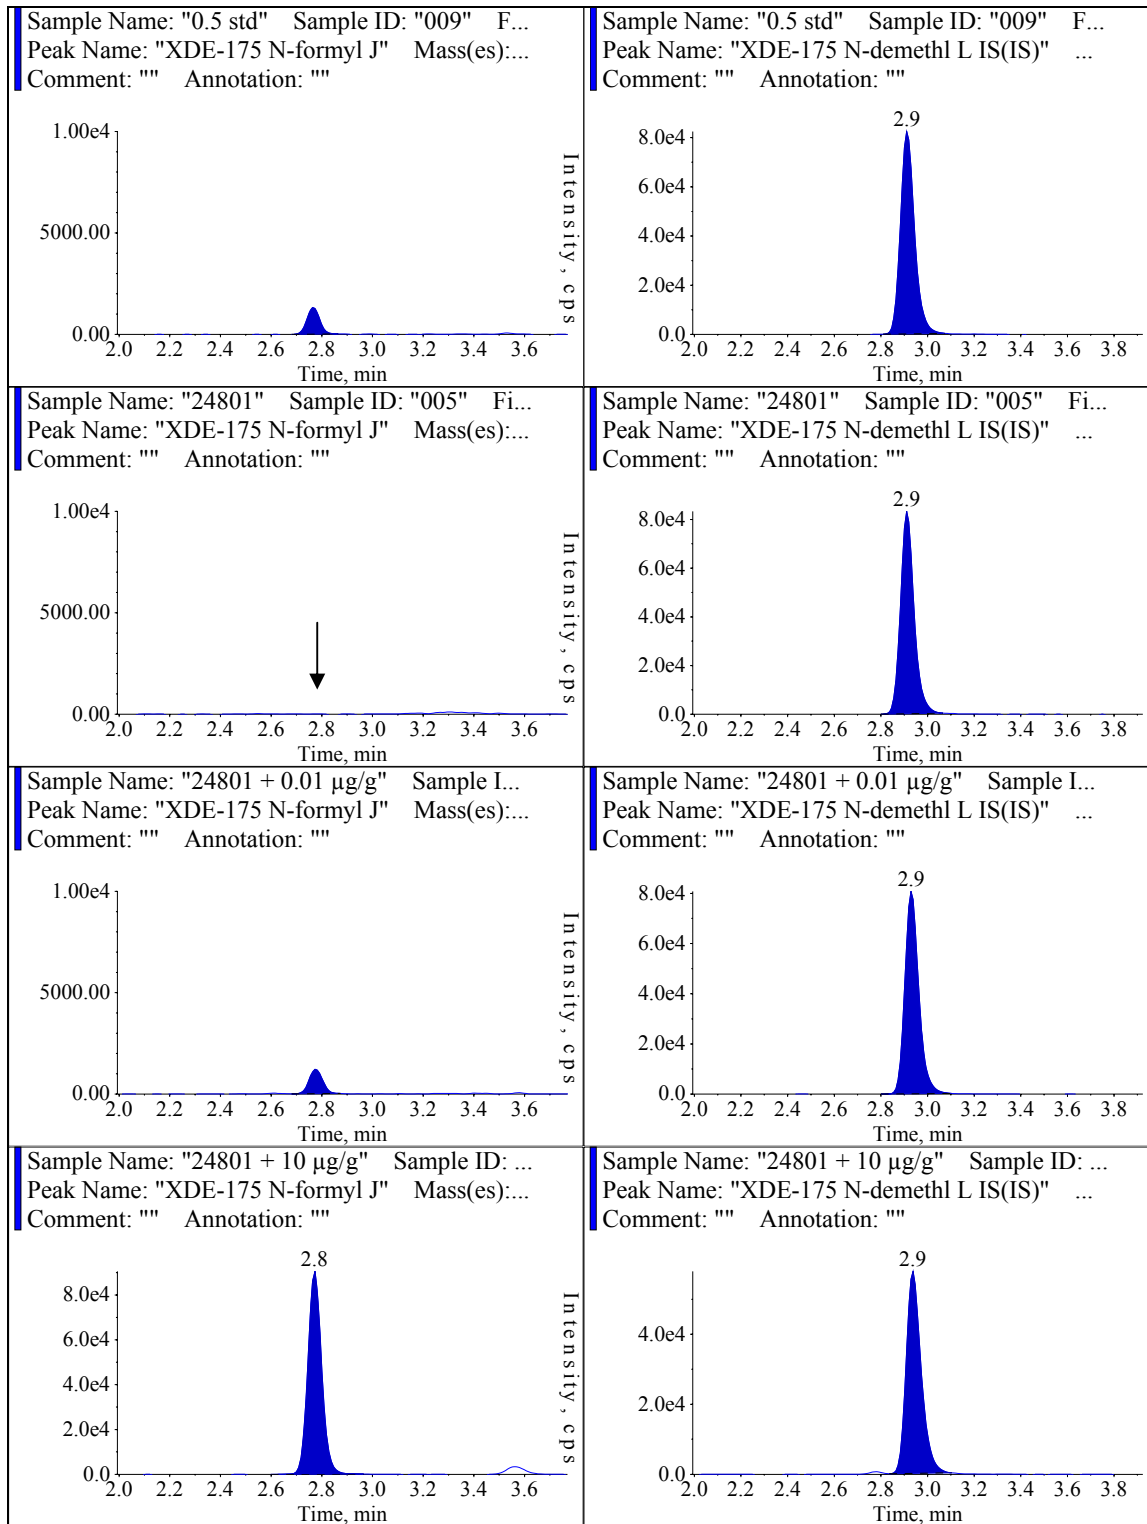 Sample Name: "0.5 std" Sample ID: "009" F...
Peak Name: "XDE-175 N-formyl J" Mass(es):...
Comment: "" Annotation: ""
1.00e4
5000.00
0.00
2.0 2.2 2.4 2.6 2.8 3.0 3.2 3.4 3.6
Time, min
Intensity, cps
Sample Name: "0.5 std" Sample ID: "009" F...
Peak Name: "XDE-175 N-demethl L IS(IS)" ...
Comment: "" Annotation: ""
2.9
8.0e4
6.0e4
4.0e4
2.0e4
0.0
2.0 2.2 2.4 2.6 2.8 3.0 3.2 3.4 3.6 3.8
Time, min
Sample Name: "24801" Sample ID: "005" Fi...
Peak Name: "XDE-175 N-formyl J" Mass(es):...
Comment: "" Annotation: ""
1.00e4
5000.00
0.00
2.0 2.2 2.4 2.6 2.8 3.0 3.2 3.4 3.6
Time, min
Intensity, cps
Sample Name: "24801" Sample ID: "005" Fi...
Peak Name: "XDE-175 N-demethl L IS(IS)" ...
Comment: "" Annotation: ""
2.9
8.0e4
6.0e4
4.0e4
2.0e4
0.0
2.0 2.2 2.4 2.6 2.8 3.0 3.2 3.4 3.6 3.8
Time, min
Sample Name: "24801 + 0.01 µg/g" Sample I...
Peak Name: "XDE-175 N-formyl J" Mass(es):...
Comment: "" Annotation: ""
1.00e4
5000.00
0.00
2.0 2.2 2.4 2.6 2.8 3.0 3.2 3.4 3.6
Time, min
Intensity, cps
Sample Name: "24801 + 0.01 µg/g" Sample I...
Peak Name: "XDE-175 N-demethl L IS(IS)" ...
Comment: "" Annotation: ""
2.9
8.0e4
6.0e4
4.0e4
2.0e4
0.0
2.0 2.2 2.4 2.6 2.8 3.0 3.2 3.4 3.6 3.8
Time, min
Sample Name: "24801 + 10 µg/g" Sample ID: ...
Peak Name: "XDE-175 N-formyl J" Mass(es):...
Comment: "" Annotation: ""
2.8
8.0e4
6.0e4
4.0e4
2.0e4
0.0
2.0 2.2 2.4 2.6 2.8 3.0 3.2 3.4 3.6
Time, min
Intensity, cps
Sample Name: "24801 + 10 µg/g" Sample ID: ...
Peak Name: "XDE-175 N-demethl L IS(IS)" ...
Comment: "" Annotation: ""
2.9
4.0e4
2.0e4
0.0
2.0 2.2 2.4 2.6 2.8 3.0 3.2 3.4 3.6 3.8
Time, min